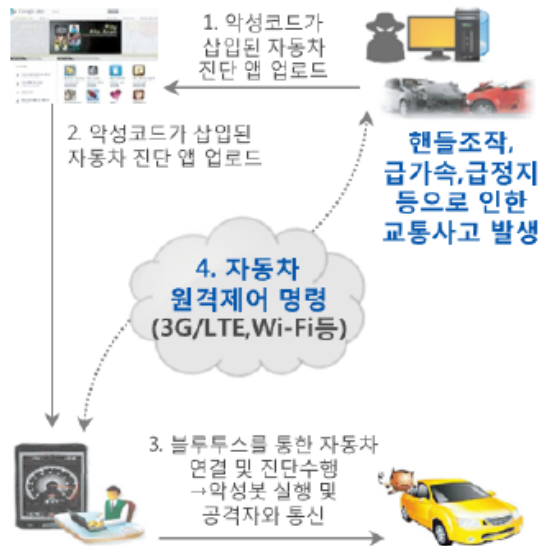 1. 악성코드가
삽입된 자동차
진단 앱 업로드
2. 악성코드가 삽입된
자동차 진단 앱 업로드
핸들조작,
급가속,급정지
등으로 인한
교통사고 발생
4. 자동차
원격제어 명령
(3G/LTE,Wi-Fi등)
3. 블루투스를 통한 자동차
연결 및 진단수행
→악성봇 실행 및
공격자와 통신